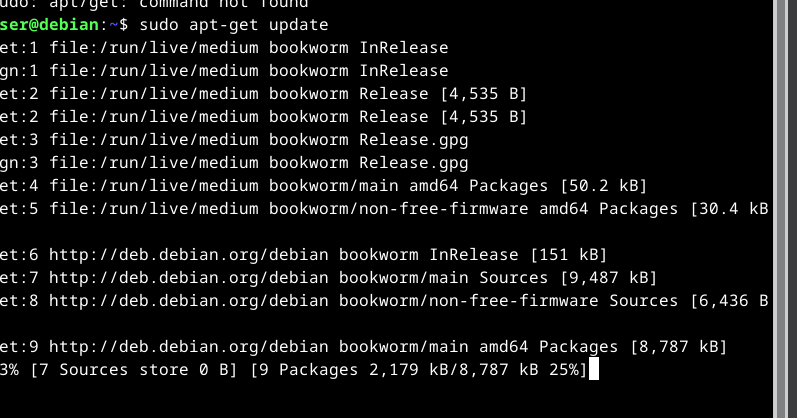 udo: apt/get: command not found
ser@debian:~$ sudo apt-get update
et:1 file:/run/live/medium bookworm InRelease
gn:1 file:/run/live/medium bookworm InRelease
et:2 file:/run/live/medium bookworm Release [4,535 B]
et:2 file:/run/live/medium bookworm Release [4,535 B]
et:3 file:/run/live/medium bookworm Release.gpg
gn:3 file:/run/live/medium bookworm Release.gpg
et:4 file:/run/live/medium bookworm/main amd64 Packages [50.2 kB]
et:5 file:/run/live/medium bookworm/non-free-firmware amd64 Packages [30.4 kB
et:6 http://deb.debian.org/debian bookworm InRelease [151 kB]
et:7 http://deb.debian.org/debian bookworm/main Sources [9,487 kB]
et:8 http://deb.debian.org/debian bookworm/non-free-firmware Sources [6,436 B
et:9 http://deb.debian.org/debian bookworm/main amd64 Packages [8,787 kB]
3% [7 Sources store 0 B] [9 Packages 2,179 kB/8,787 kB 25%]